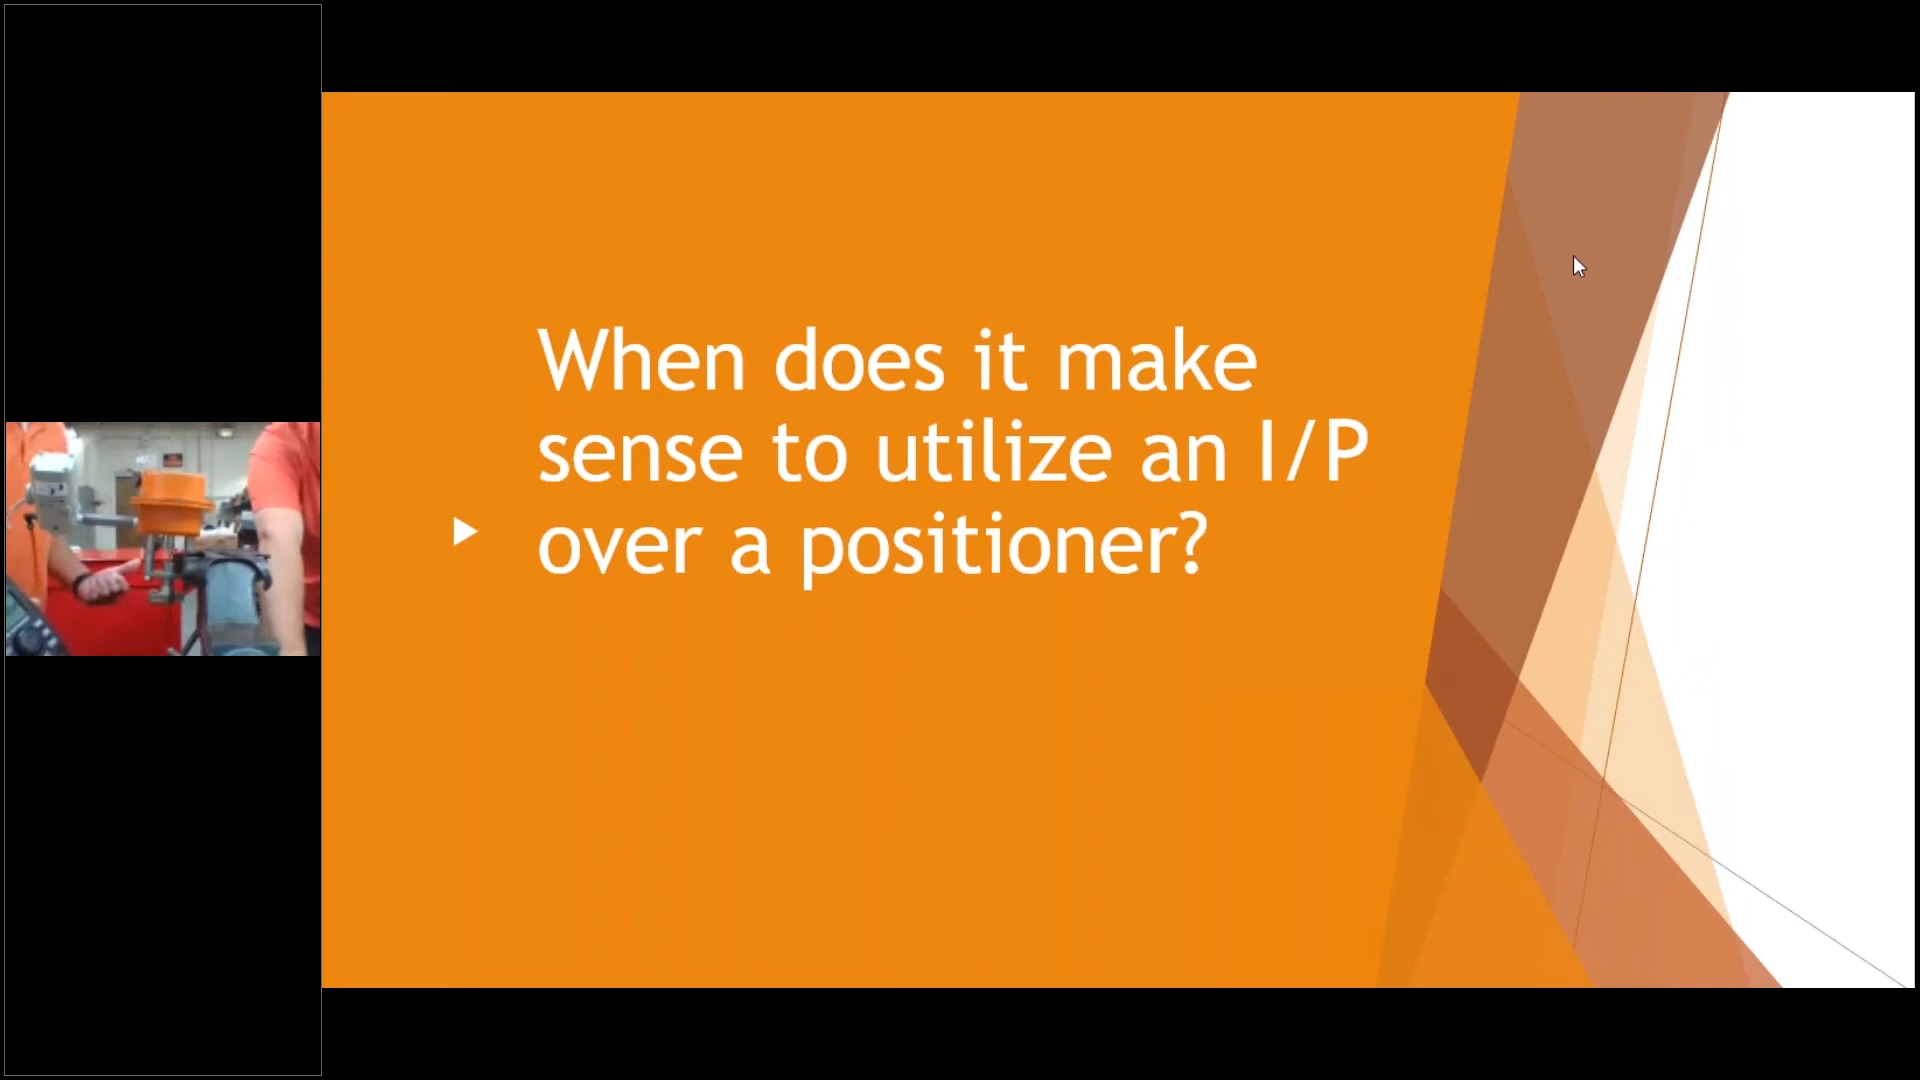 When does it make
sense to utilize an I/P
over a positioner?